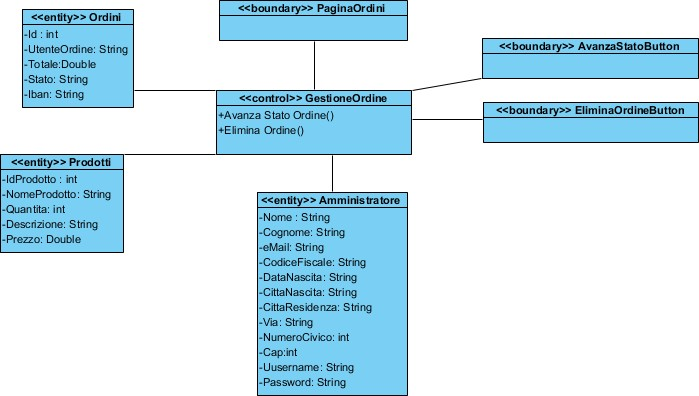 <<entity>> Ordini
-Id : int
-UtenteOrdine: String
-Totale:Double
-Stato: String
-Iban: String
<<boundary>> PaginaOrdini
<<boundary>> AvanzaStatoButton
<<control>> GestioneOrdine
+Avanza Stato Ordine()
+Elimina Ordine()
<<boundary>> EliminaOrdineButton
<<entity>> Prodotti
-IdProdotto : int
-NomeProdotto: String
-Quantita: int
-Descrizione: String
-Prezzo: Double
<<entity>> Amministratore
-Nome : String
-Cognome: String
-eMail: String
-CodiceFiscale: String
-DataNascita: String
-CittaNascita: String
-CittaResidenza: String
-Via: String
-NumeroCivico: int
-Cap:int
-Uusername: String
-Password: String